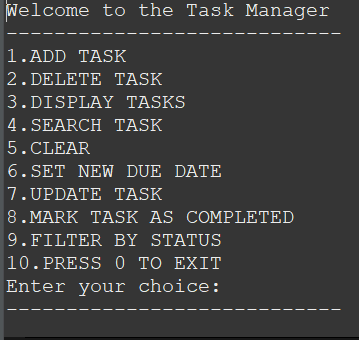 Welcome to the Task Manager
----------------------------
1.ADD TASK
2.DELETE TASK
3.DISPLAY TASKS
4.SEARCH TASK
5.CLEAR
6.SET NEW DUE DATE
7.UPDATE TASK
8.MARK TASK AS COMPLETED
9.FILTER BY STATUS
10.PRESS 0 TO EXIT
Enter your choice:
----------------------------